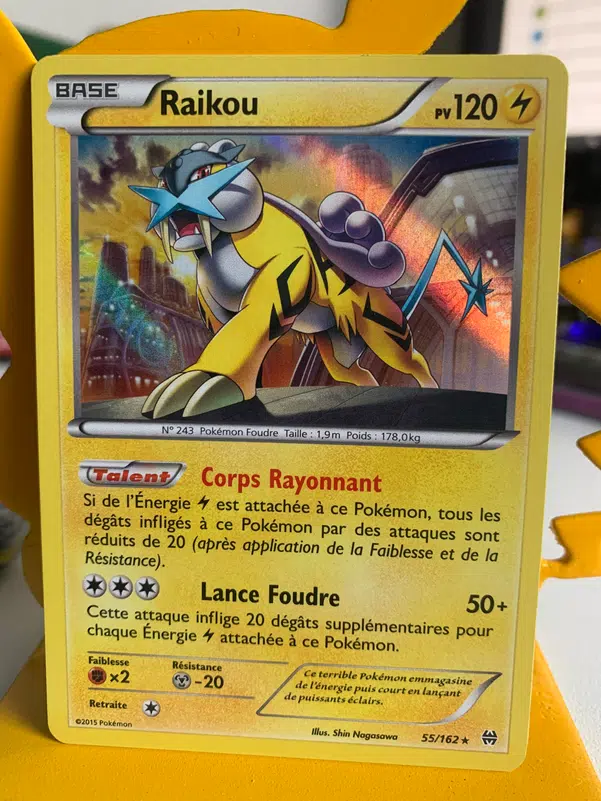 BASE Raikou PV 120
N° 243 Pokémon Foudre Taille : 1,9m Poids : 178,0kg
Talent Corps Rayonnant
Si de l'Énergie est attachée à ce Pokémon, tous les
dégâts infligés à ce Pokémon par des attaques sont
réduits de 20 (après application de la Faiblesse et de la
Résistance).
Lance Foudre 50+
Cette attaque inflige 20 dégâts supplémentaires pour
chaque Énergie attachée à ce Pokémon.
Faiblesse Résistance
×2 -20
Retraite
Ce terrible Pokémon emmagasine
de l'énergie puis court en lançant
de puissants éclairs.
©2015 Pokémon Illus. Shin Nagasawa 55/162 ★